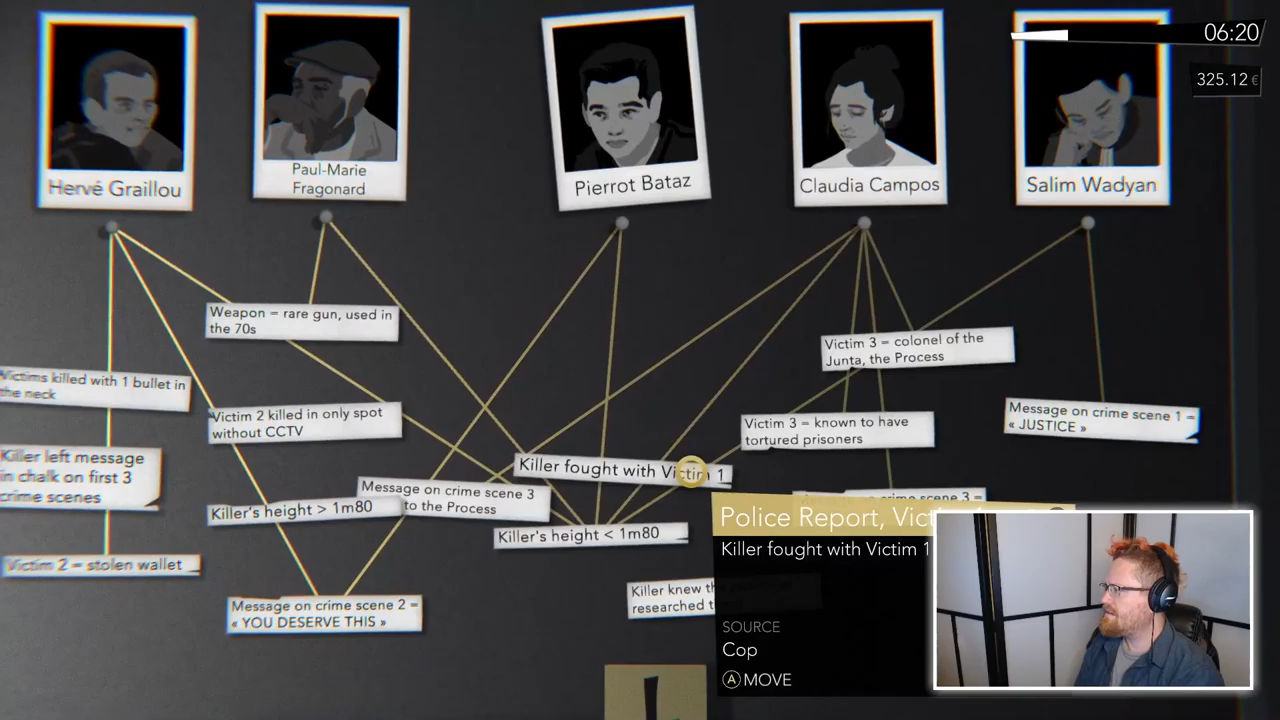 06:20
325.12 €
Hervé Graillou
Paul-Marie
Fragonard
Pierrot Bataz
Claudia Campos
Salim Wadyan
Weapon = rare gun, used in
the 70s
Victim 3 = colonel of the
Junta, the Process
Victims killed with 1 bullet in
the neck
Victim 2 killed in only spot
without CCTV
Victim 3 = known to have
tortured prisoners
Message on crime scene 1 =
« JUSTICE »
Killer left message
in chalk on first 3
crime scenes
Killer fought with Victim 1
Message on crime scene 3
to the Process
crime scene 3 =
Killer's height > 1m80
Killer's height < 1m80
Victim 2 = stolen wallet
Message on crime scene 2 =
« YOU DESERVE THIS »
Killer knew
researched
Police Report,
Killer fought with Victim 1
SOURCE
Cop
A MOVE